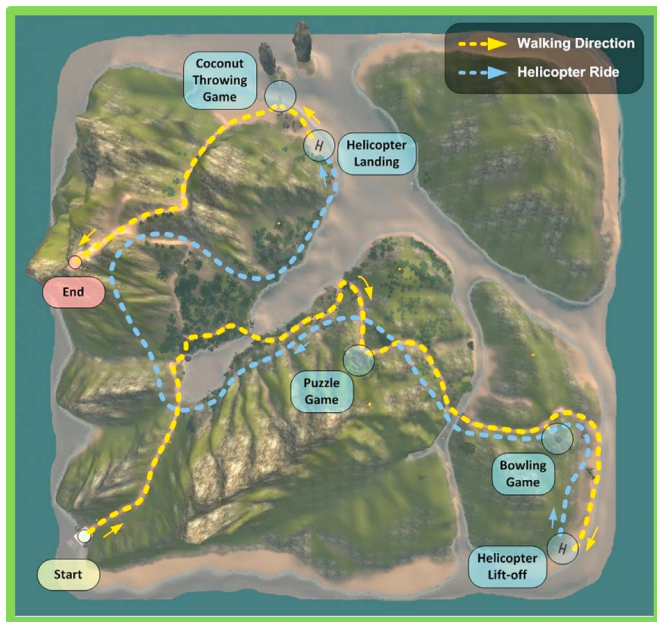 Walking Direction
Helicopter Ride
Coconut
Throwing
Game
H
Helicopter
Landing
End
Puzzle
Game
Bowling
Game
Start
Helicopter
Lift-off
H